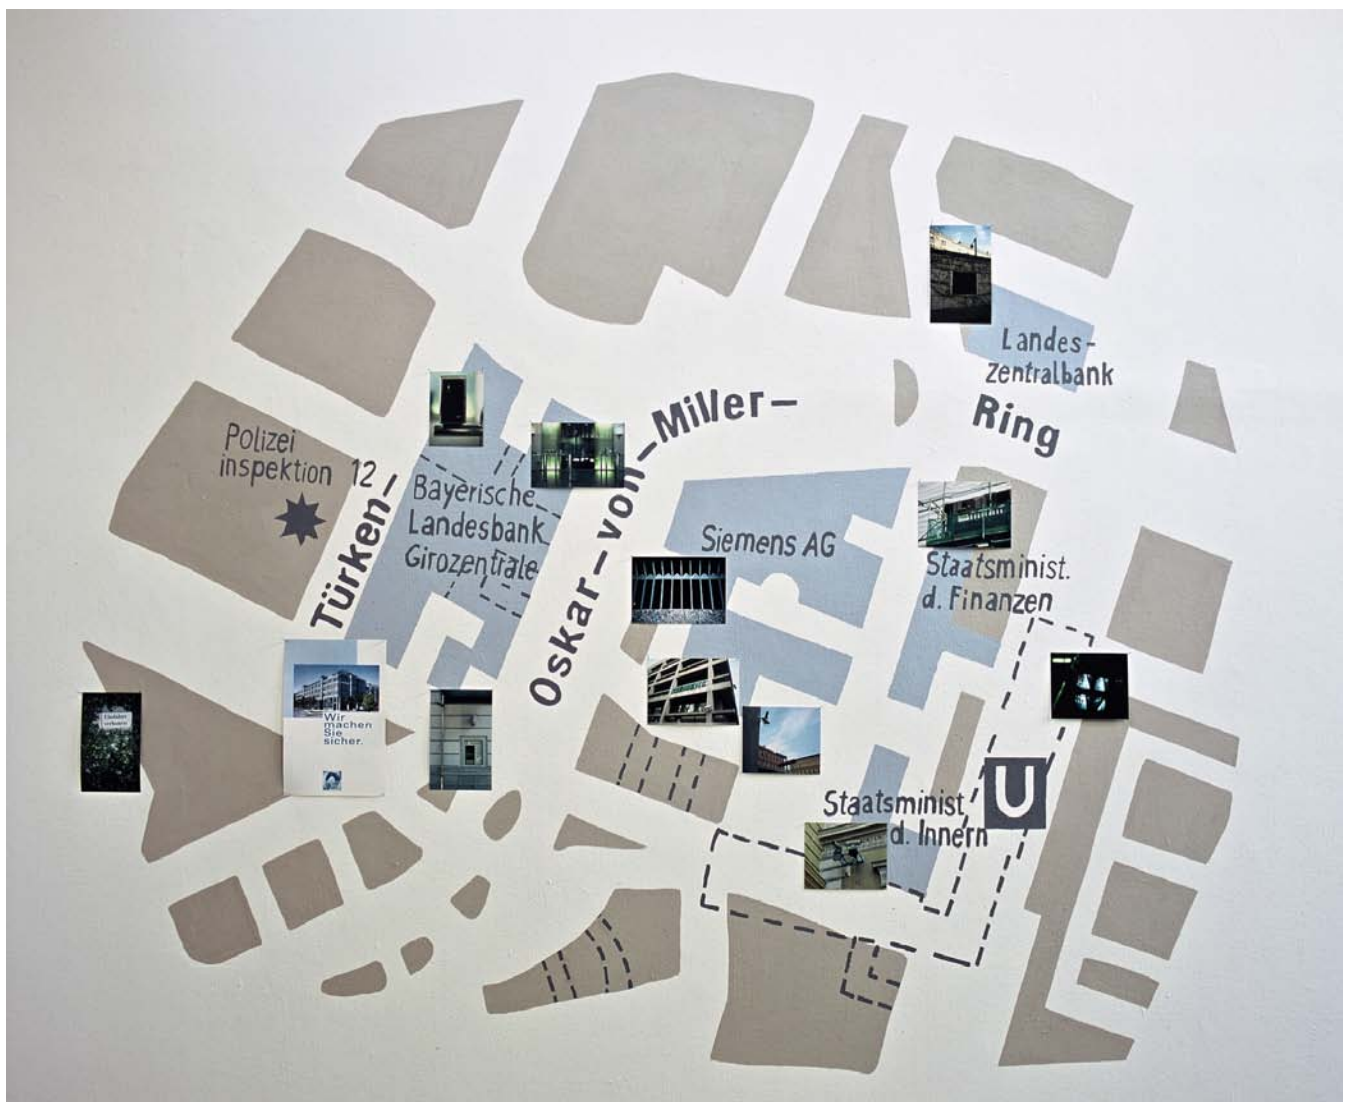 Landes-
zentralbank
Ring
Oskar-von-Miller-
Polizei
inspektion 12
Türken-
Bayerische
Landesbank
Girozentrale
Siemens AG
Staatsminist.
d. Finanzen
Wir
machen
Sie
sicher.
U
Staatsminist
d. Innern